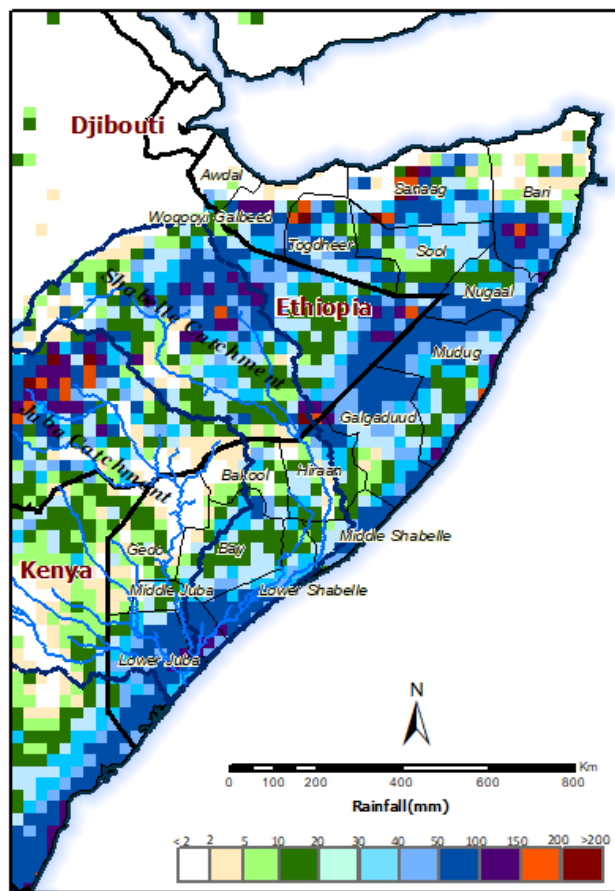 Djibouti
Awdal
Sanaag
Bari
Woqooyi Galbeed
Togdheer
Sool
Shabelle Catchment
Ethiopia
Nugaal
Mudug
Galgaduud
Juba Catchment
Bakool
Hiraan
Middle Shabelle
Gedo
Bay
Kenya
Middle Juba
Lower Shabelle
Lower Juba
N
Km
0 100 200 400 600 800
Rainfall(mm)
<2 2 5 10 20 30 40 50 100 150 200 >200